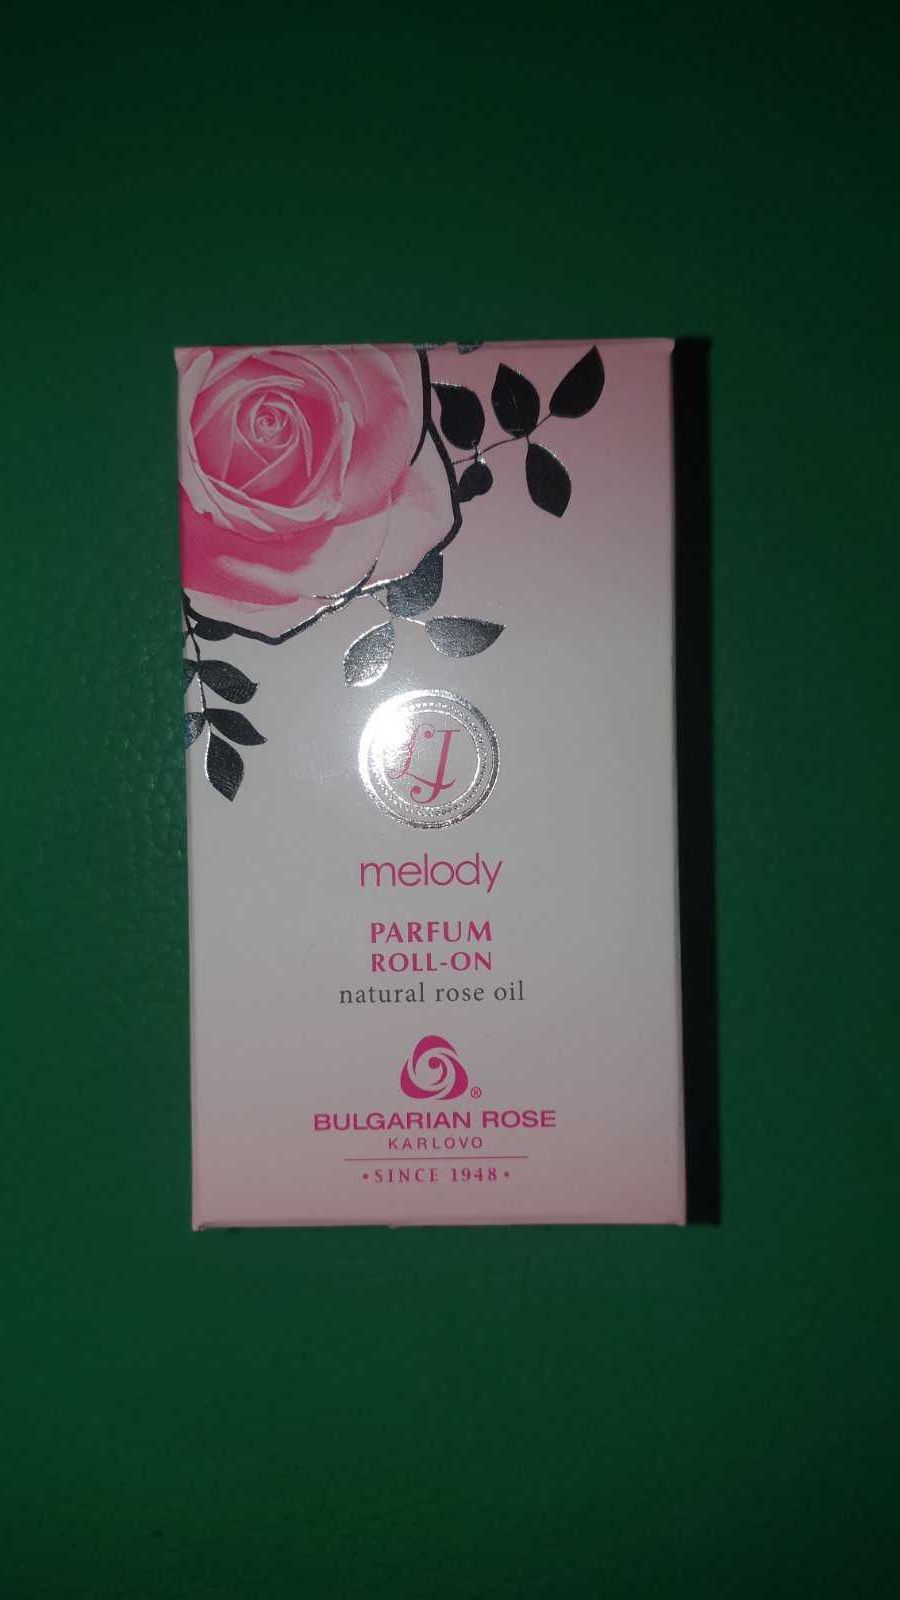 LJ
melody
PARFUM
ROLL-ON
natural rose oil
®
BULGARIAN ROSE
KARLOVO
•SINCE 1948•